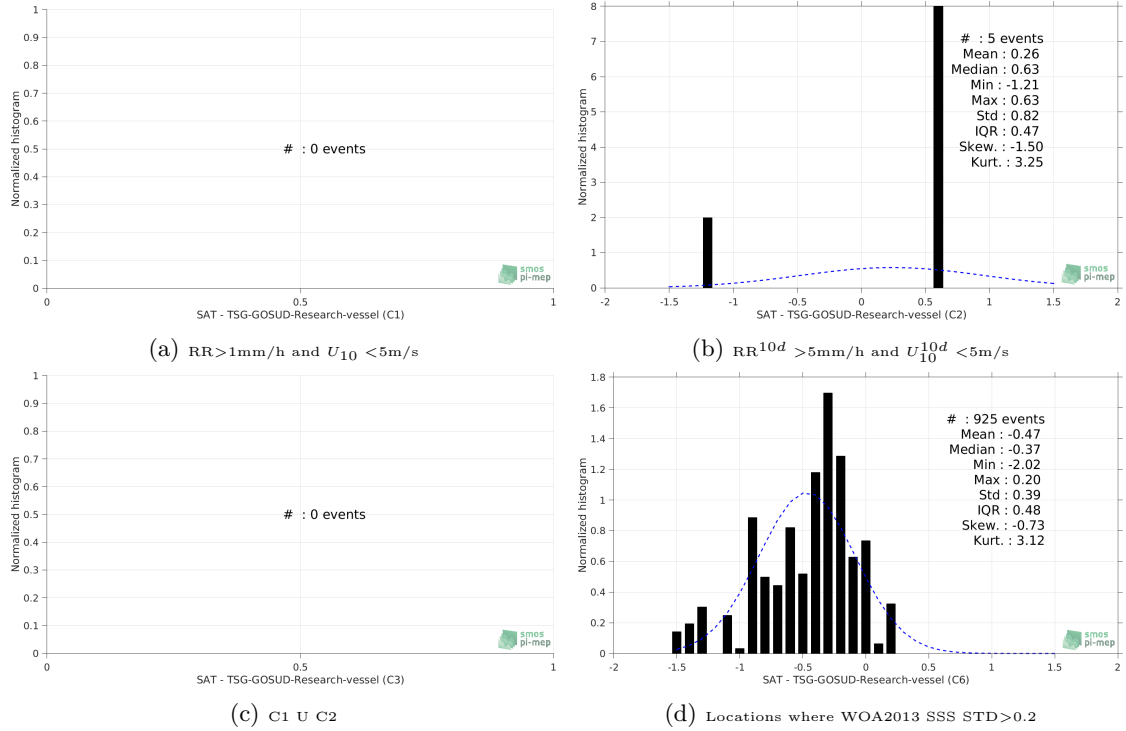 1
0.9
0.8
0.7
0.6
0.5
0.4
0.3
0.2
0.1
0
Normalized histogram
# : 0 events
smos
pi-mep
0
0.5
1
SAT - TSG-GOSUD-Research-vessel (C1)
(a) RR>1mm/h and U10 <5m/s
8
7
6
5
4
3
2
1
0
Normalized histogram
# : 5 events
Mean : 0.26
Median : 0.63
Min : -1.21
Max : 0.63
Std : 0.82
IQR : 0.47
Skew. : -1.50
Kurt. : 3.25
smos
pi-mep
-2
-1.5
-1
-0.5
0
0.5
1
1.5
2
SAT - TSG-GOSUD-Research-vessel (C2)
(b) RR^10d >5mm/h and U10^10d <5m/s
1
0.9
0.8
0.7
0.6
0.5
0.4
0.3
0.2
0.1
0
Normalized histogram
# : 0 events
smos
pi-mep
0
0.5
1
SAT - TSG-GOSUD-Research-vessel (C3)
(c) C1 U C2
1.8
1.6
1.4
1.2
1
0.8
0.6
0.4
0.2
0
Normalized histogram
# : 925 events
Mean : -0.47
Median : -0.37
Min : -2.02
Max : 0.20
Std : 0.39
IQR : 0.48
Skew. : -0.73
Kurt. : 3.12
smos
pi-mep
-2
-1.5
-1
-0.5
0
0.5
1
1.5
2
SAT - TSG-GOSUD-Research-vessel (C6)
(d) Locations where WOA2013 SSS STD>0.2